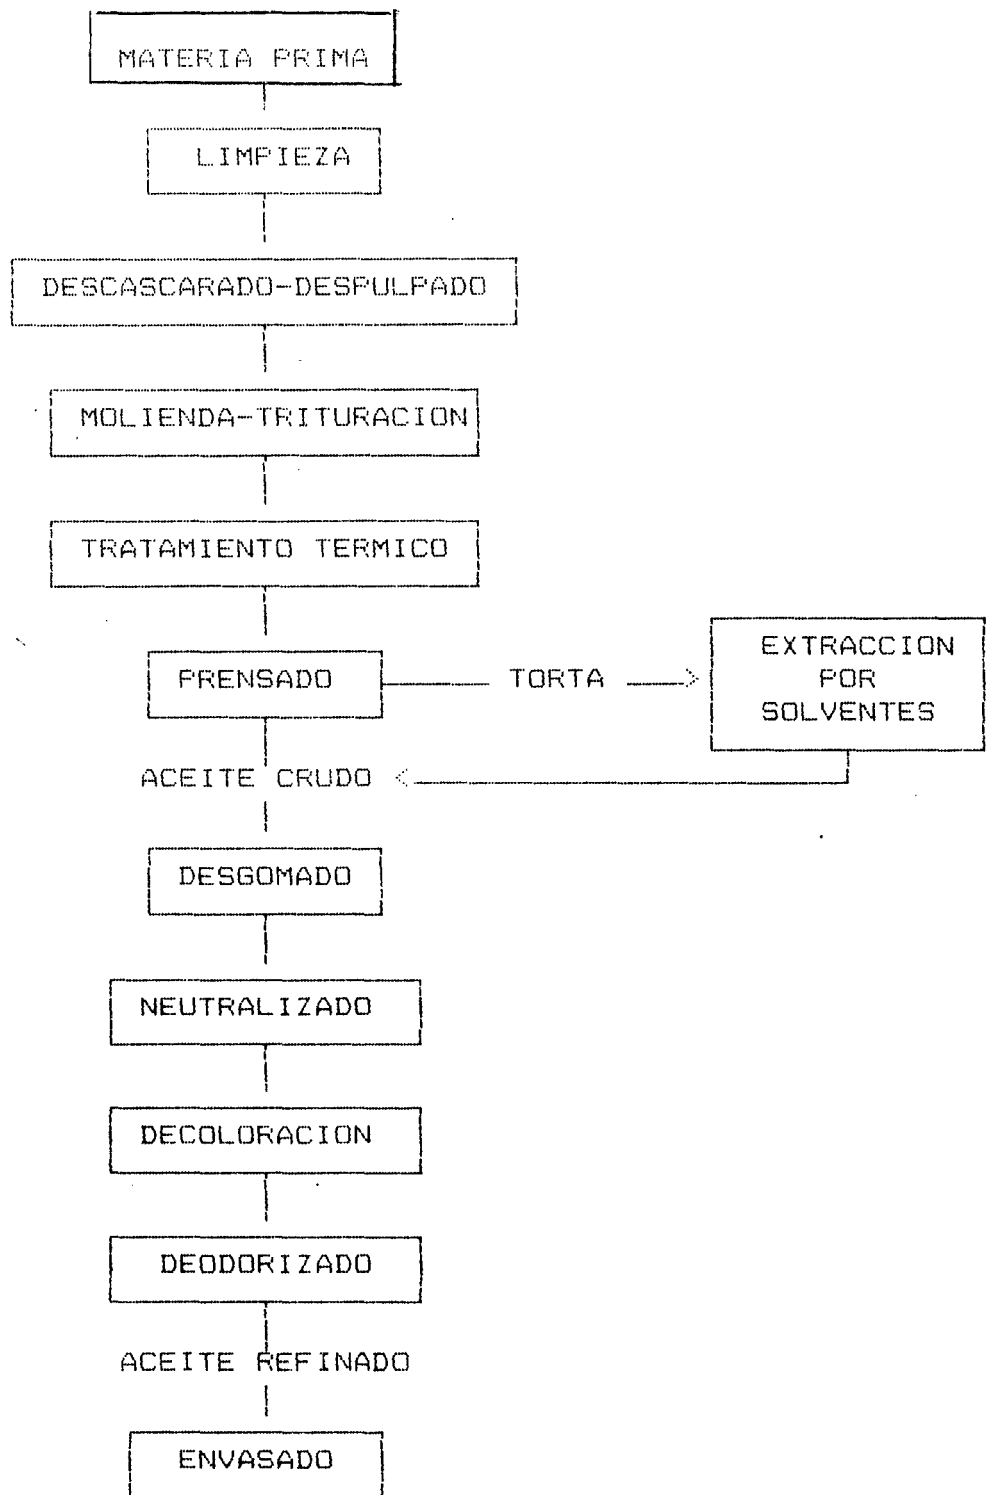 MATERIA PRIMA
LIMPIEZA
DESCASCARADO-DESPULPADO
MOLIENDA-TRITURACION
TRATAMIENTO TERMICO
PRENSADO
TORTA
EXTRACCION
POR
SOLVENTES
ACEITE CRUDO
DESGOMADO
NEUTRALIZADO
DECOLORACION
DEODORIZADO
ACEITE REFINADO
ENVASADO